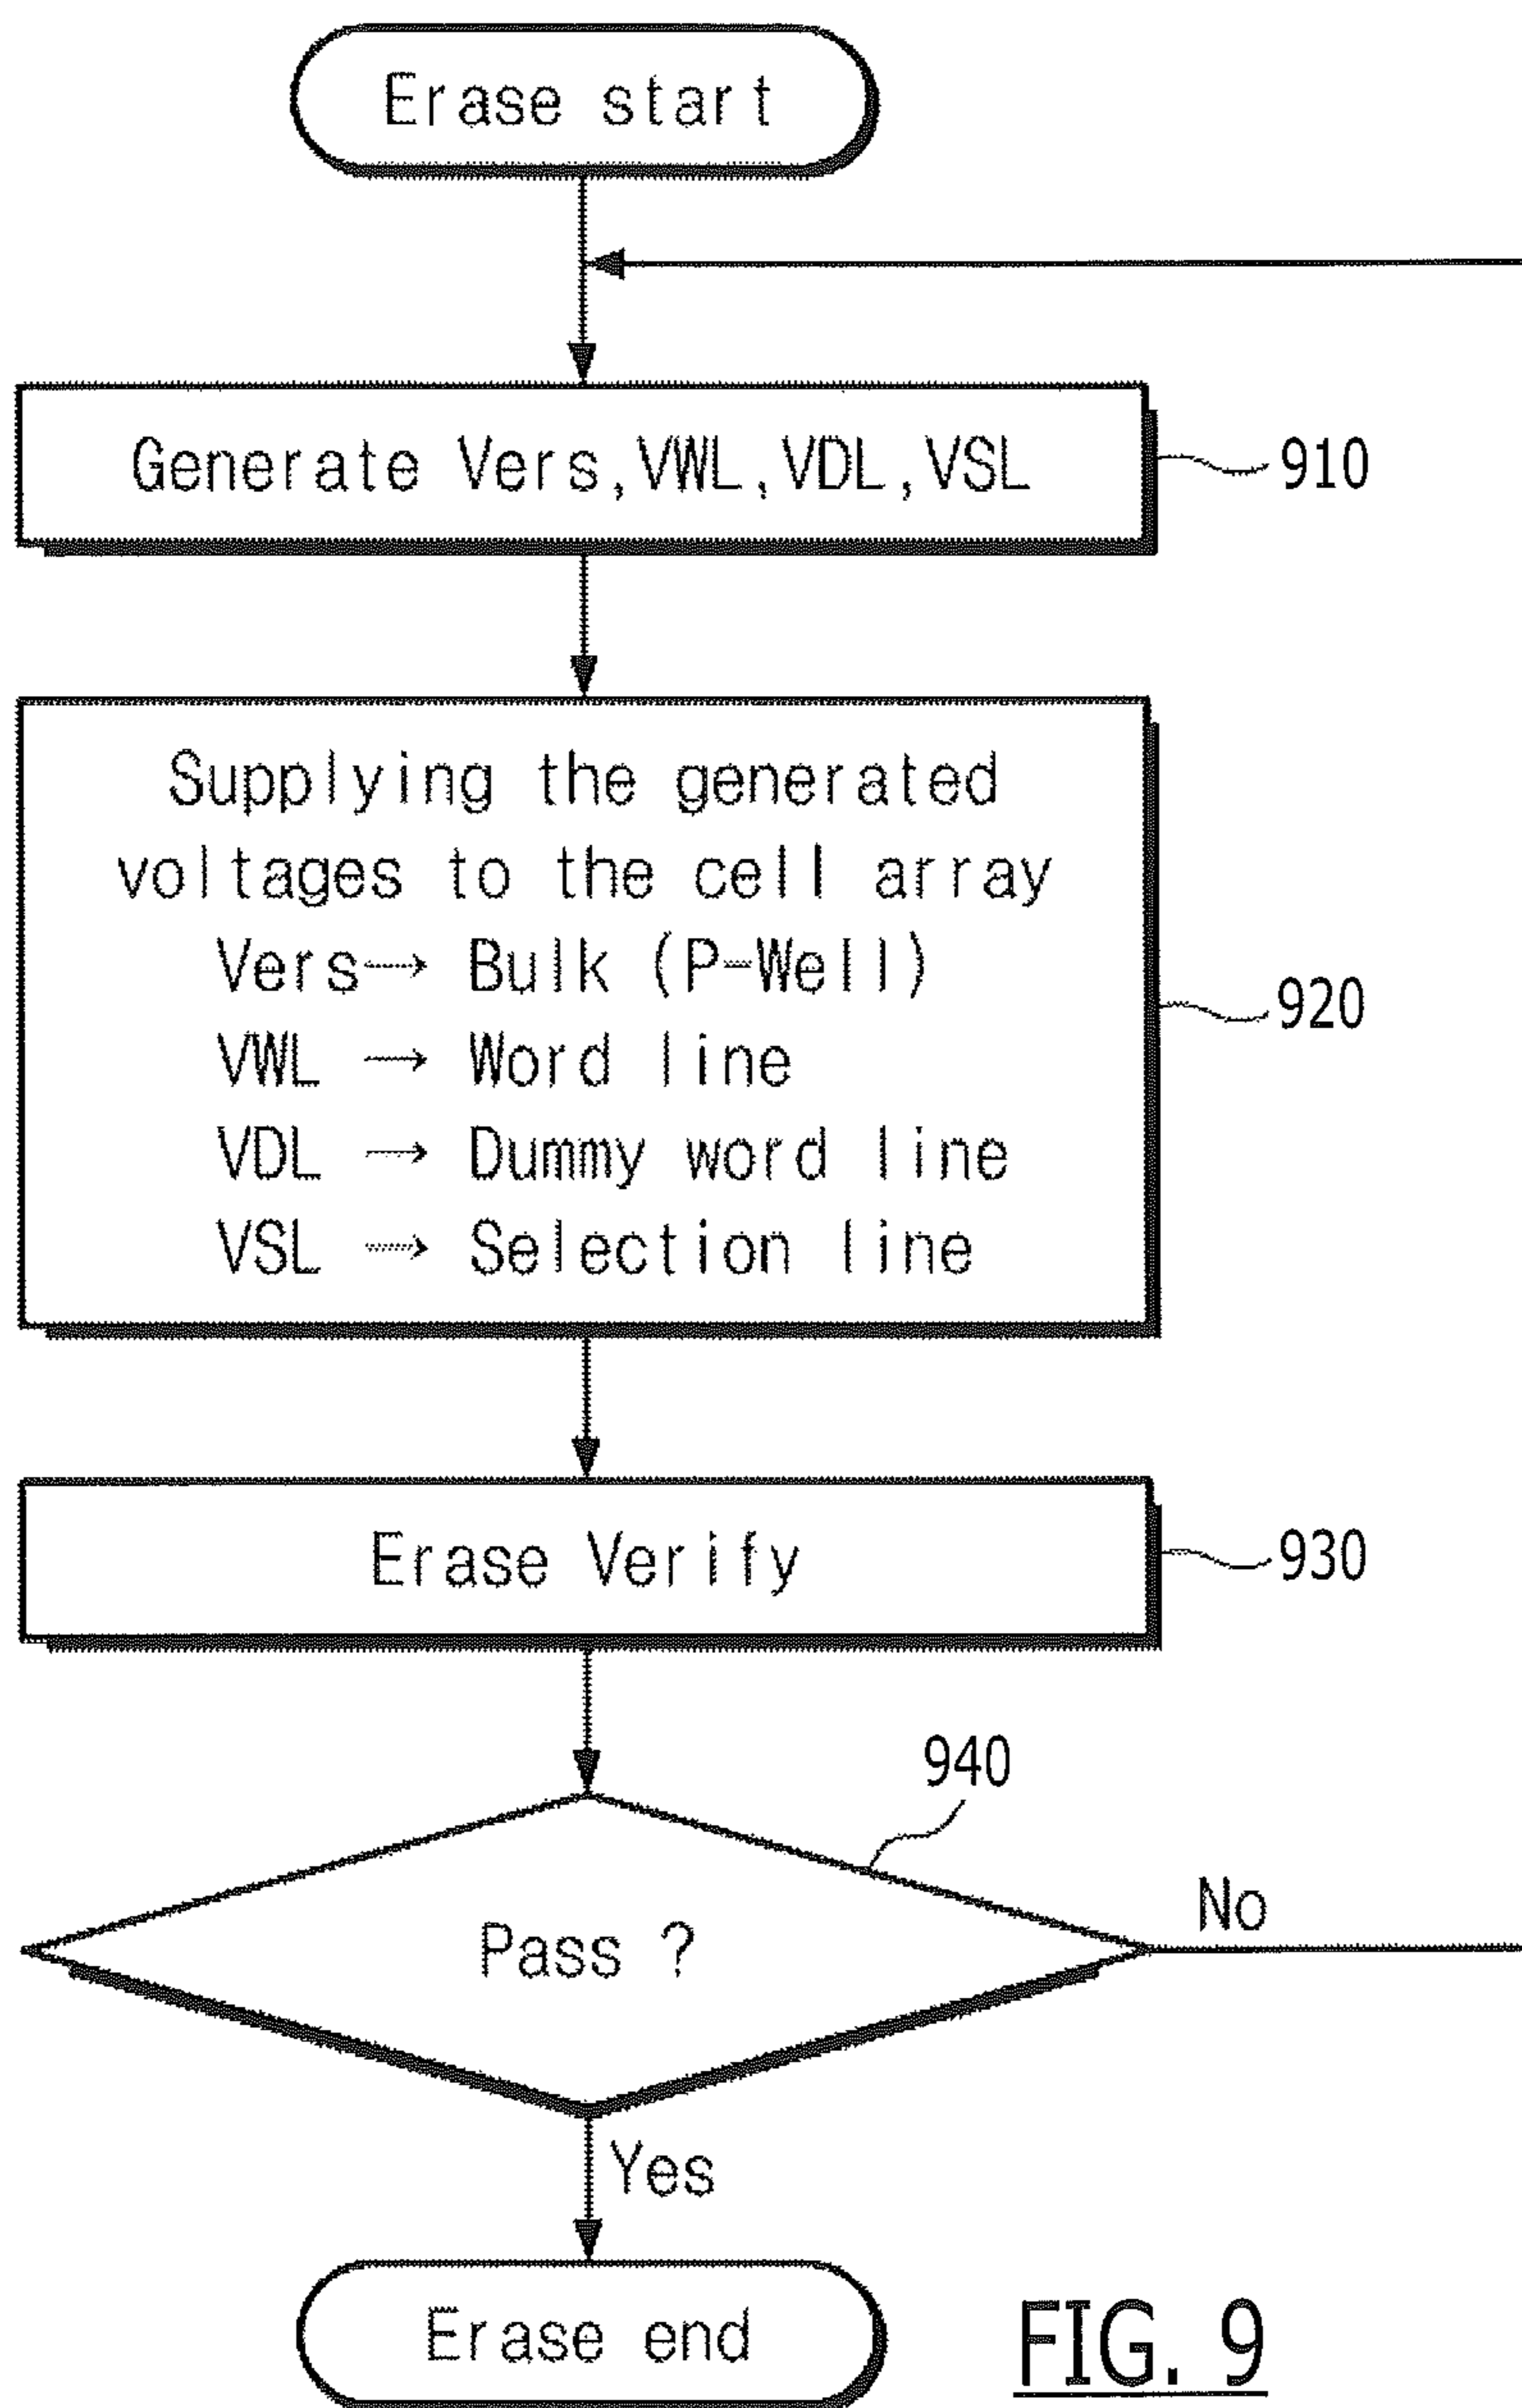 Erase start
Generate Vers, VWL, VDL, VSL
910
Supplying the generated
voltages to the cell array
Vers→ Bulk (P-Well)
VWL → Word line
VDL → Dummy word line
VSL → Selection line
920
Erase Verify
930
940
Pass ?
No
Yes
Erase end
FIG. 9